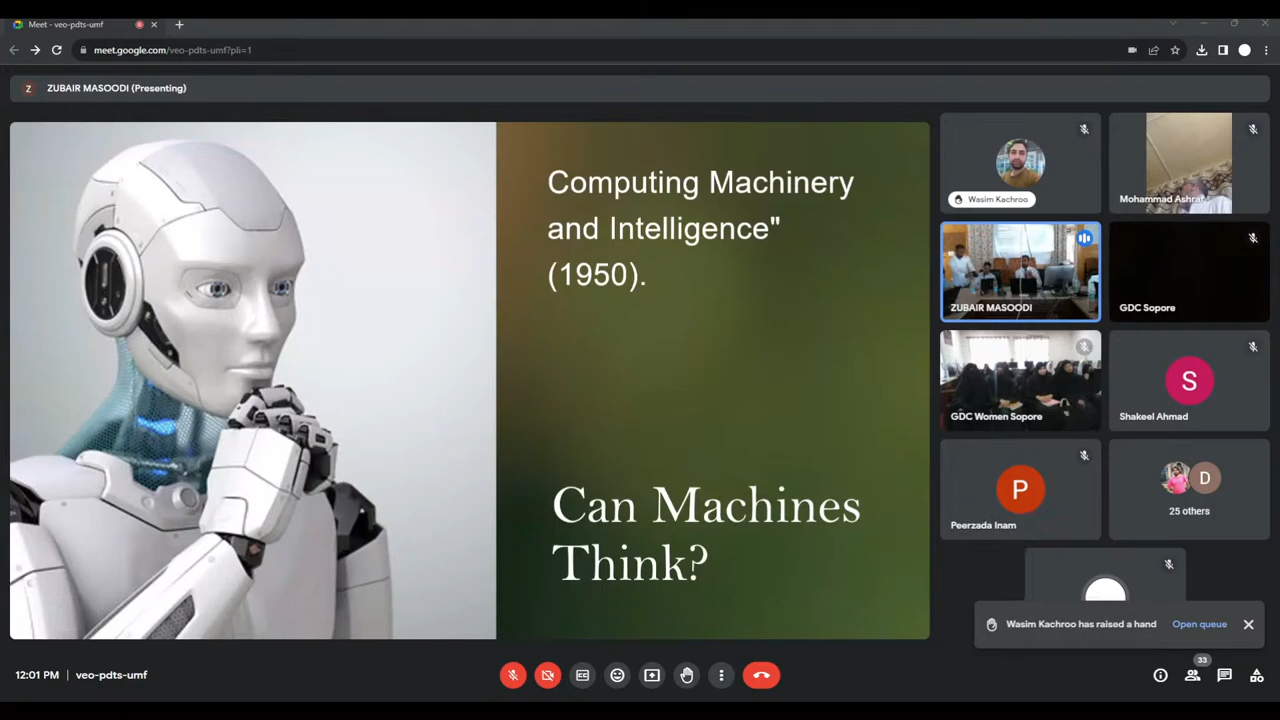 Meet - veo-pdts-umf
meet.google.com/veo-pdts-umf?pli=1
Z ZUBAIR MASOODI (Presenting)
Computing Machinery
and Intelligence"
(1950).
Can Machines
Think?
Wasim Kachroo
Mohammad Ashraf
ZUBAIR MASOODI
GDC Sopore
GDC Women Sopore
S
Shakeel Ahmad
P
Peerzada Inam
D
25 others
Wasim Kachroo has raised a hand Open queue
12:01 PM | veo-pdts-umf
33